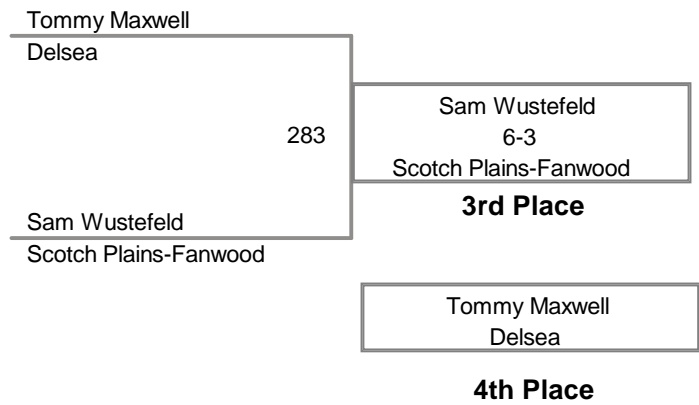 Tommy Maxwell
Delsea
283
Sam Wustefeld
6-3
Scotch Plains-Fanwood
3rd Place
Sam Wustefeld
Scotch Plains-Fanwood
Tommy Maxwell
Delsea
4th Place